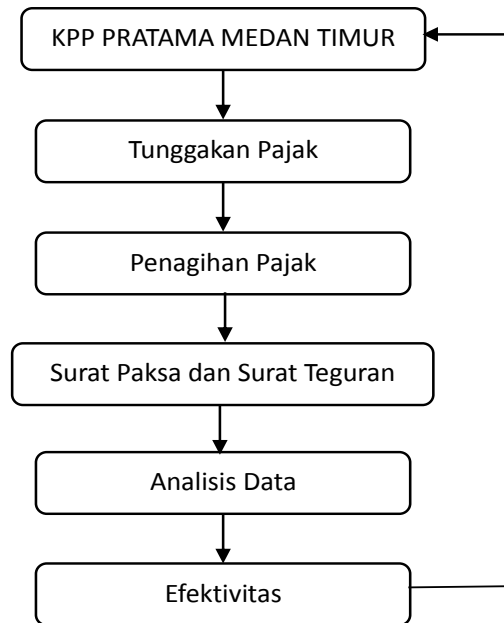 KPP PRATAMA MEDAN TIMUR
Tunggakan Pajak
Penagihan Pajak
Surat Paksa dan Surat Teguran
Analisis Data
Efektivitas